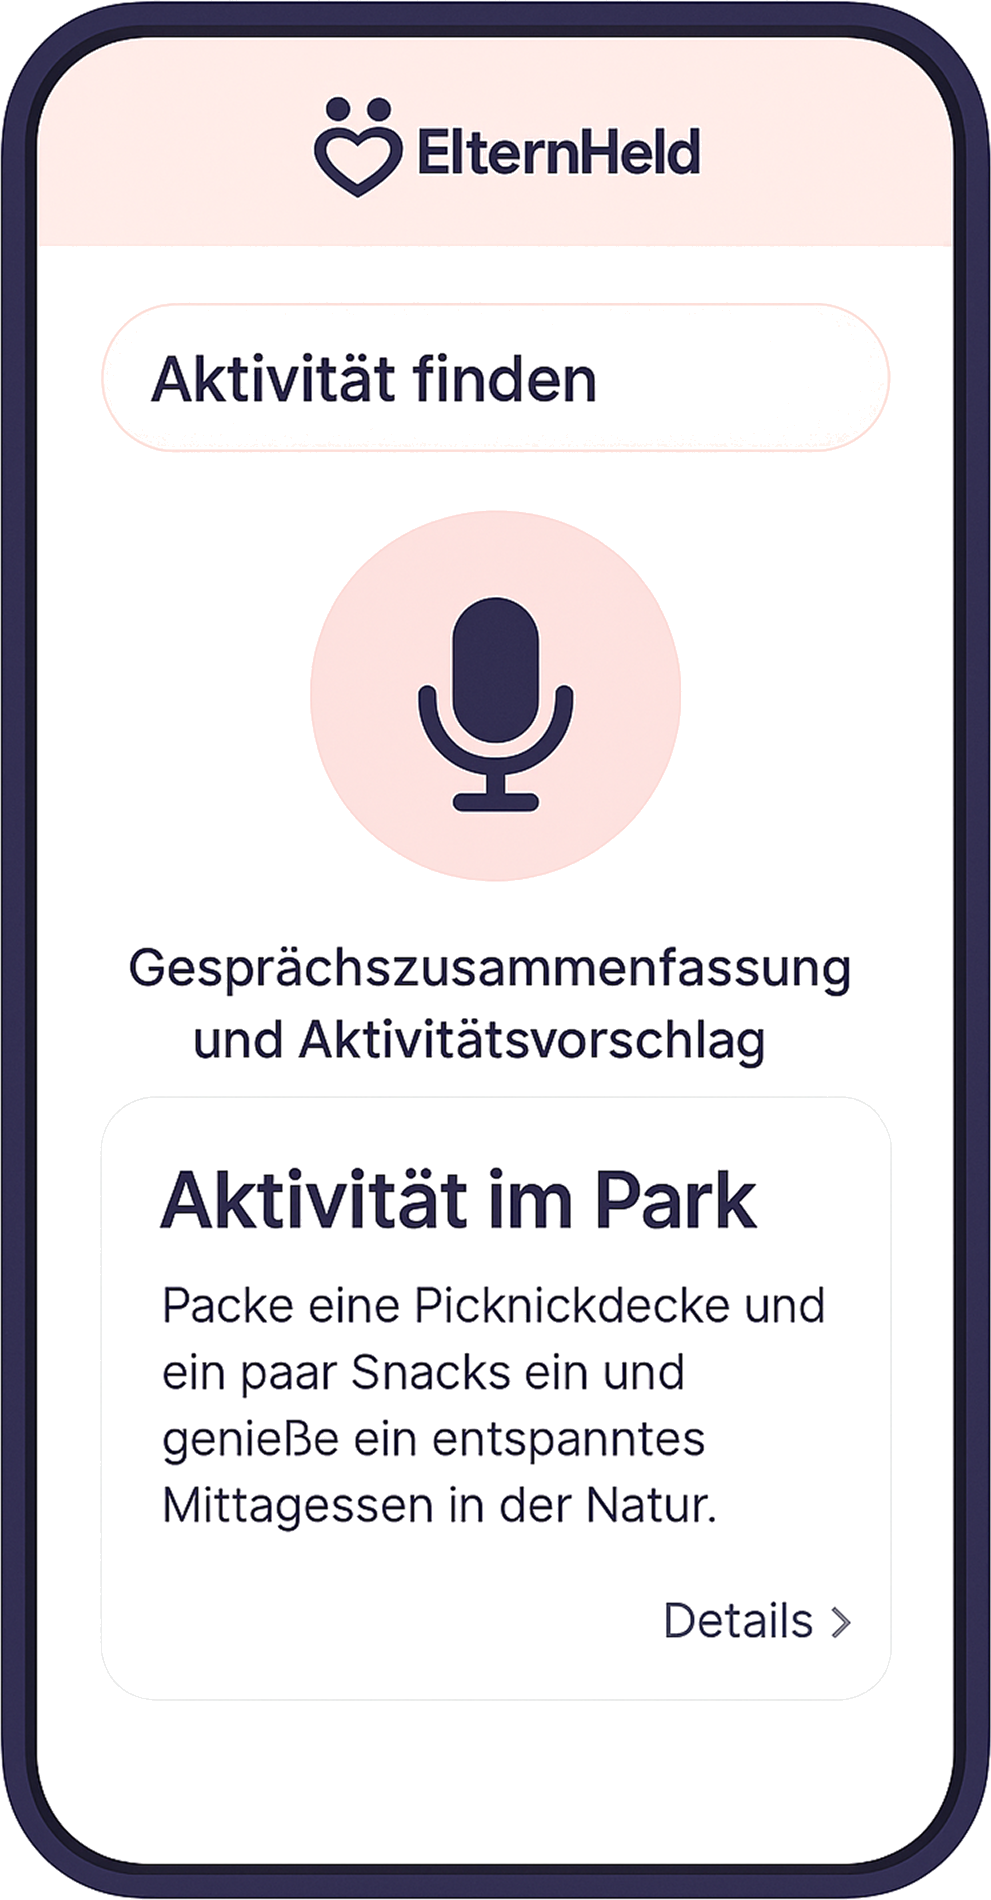 ElternHeld
Aktivität finden
Gesprächszusammenfassung
und Aktivitätsvorschlag
Aktivität im Park
Packe eine Picknickdecke und
ein paar Snacks ein und
genieße ein entspanntes
Mittagessen in der Natur.
Details >